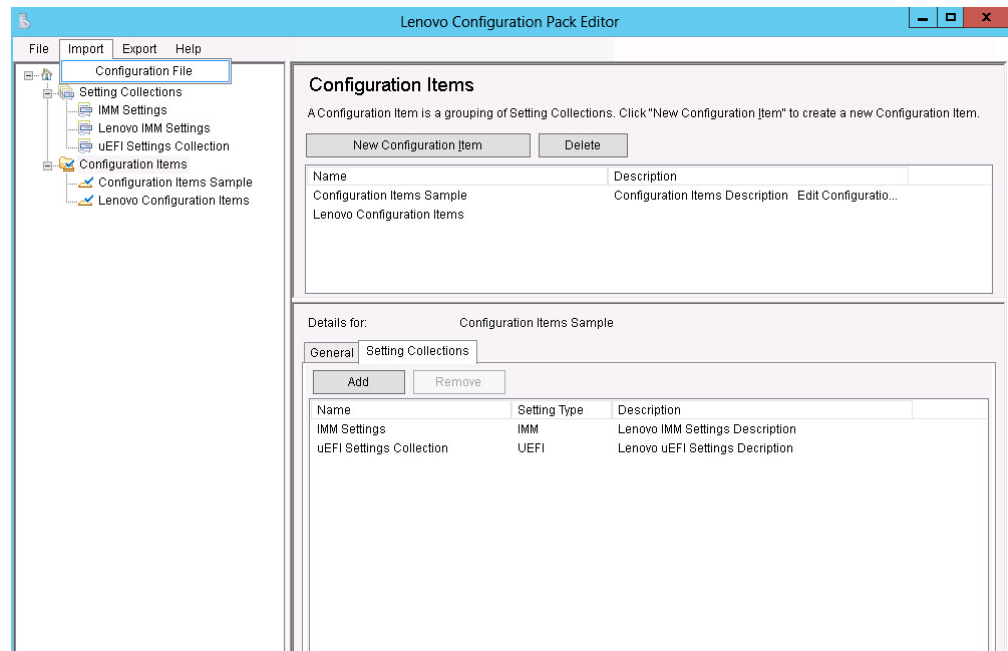 Lenovo Configuration Pack Editor
File Import Export Help
Configuration File
Setting Collections
IMM Settings
Lenovo IMM Settings
uEFI Settings Collection
Configuration Items
Configuration Items Sample
Lenovo Configuration Items
Configuration Items
A Configuration Item is a grouping of Setting Collections. Click "New Configuration Item" to create a new Configuration Item.
New Configuration Item Delete
Name Description
Configuration Items Sample Configuration Items Description Edit Configuratio...
Lenovo Configuration Items
Details for: Configuration Items Sample
General Setting Collections
Add Remove
Name Setting Type Description
IMM Settings IMM Lenovo IMM Settings Description
uEFI Settings Collection UEFI Lenovo uEFI Settings Decription